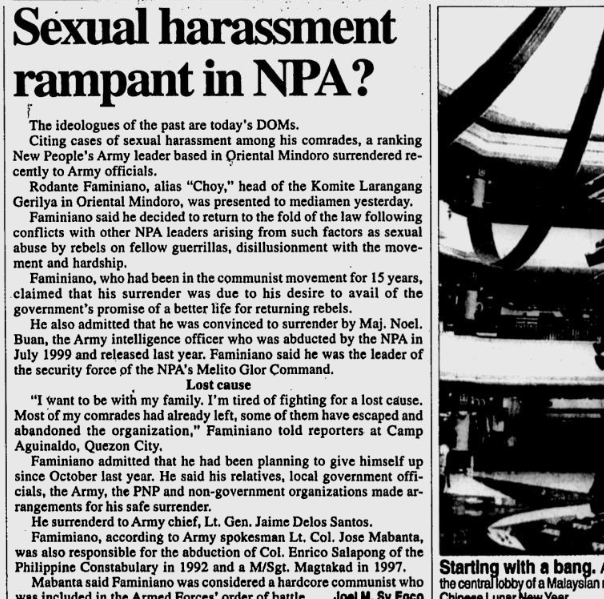 Sexual harassment
rampant in NPA?
The ideologues of the past are today's DOMs.
Citing cases of sexual harassment among his comrades, a ranking
New People's Army leader based in Oriental Mindoro surrendered re-
cently to Army officials.
Rodante Faminiano, alias "Choy," head of the Komite Larangang
Gerilya in Oriental Mindoro, was presented to mediamen yesterday.
Faminiano said he decided to return to the fold of the law following
conflicts with other NPA leaders arising from such factors as sexual
abuse by rebels on fellow guerrillas, disillusionment with the move-
ment and hardship.
Faminiano, who had been in the communist movement for 15 years,
claimed that his surrender was due to his desire to avail of the
government's promise of a better life for returning rebels.
He also admitted that he was convinced to surrender by Maj. Noel.
Buan, the Army intelligence officer who was abducted by the NPA in
July 1999 and released last year. Faminiano said he was the leader of
the security force of the NPA's Melito Glor Command.
Lost cause
"I want to be with my family. I'm tired of fighting for a lost cause.
Most of my comrades had already left, some of them have escaped and
abandoned the organization," Faminiano told reporters at Camp
Aguinaldo, Quezon City.
Faminiano admitted that he had been planning to give himself up
since October last year. He said his relatives, local government offi-
cials, the Army, the PNP and non-government organizations made ar-
rangements for his safe surrender.
He surrenderd to Army chief, Lt. Gen. Jaime Delos Santos.
Famimiano, according to Army spokesman Lt. Col. Jose Mabanta,
was also responsible for the abduction of Col. Enrico Salapong of the
Philippine Constabulary in 1992 and a M/Sgt. Magtakad in 1997.
Mabanta said Faminiano was considered a hardcore communist who
was included in the Armed Forces' order of battle. Joel M. Sy Egco
Starting with a bang.
the central lobby of a Malaysian
Chinese Lunar New Year